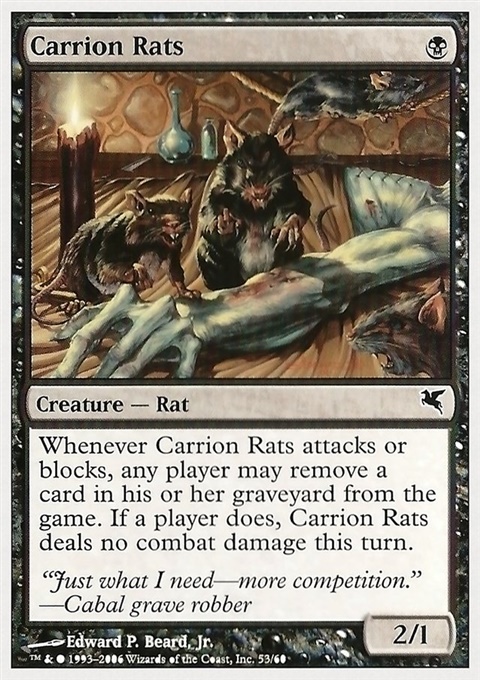 Carrion Rats
Creature — Rat
Whenever Carrion Rats attacks or
blocks, any player may remove a
card in his or her graveyard from the
game. If a player does, Carrion Rats
deals no combat damage this turn.
“Just what I need—more competition.”
—Cabal grave robber
Edward P. Beard, Jr.
™ & © 1993–2006 Wizards of the Coast, Inc. 53/60
2/1